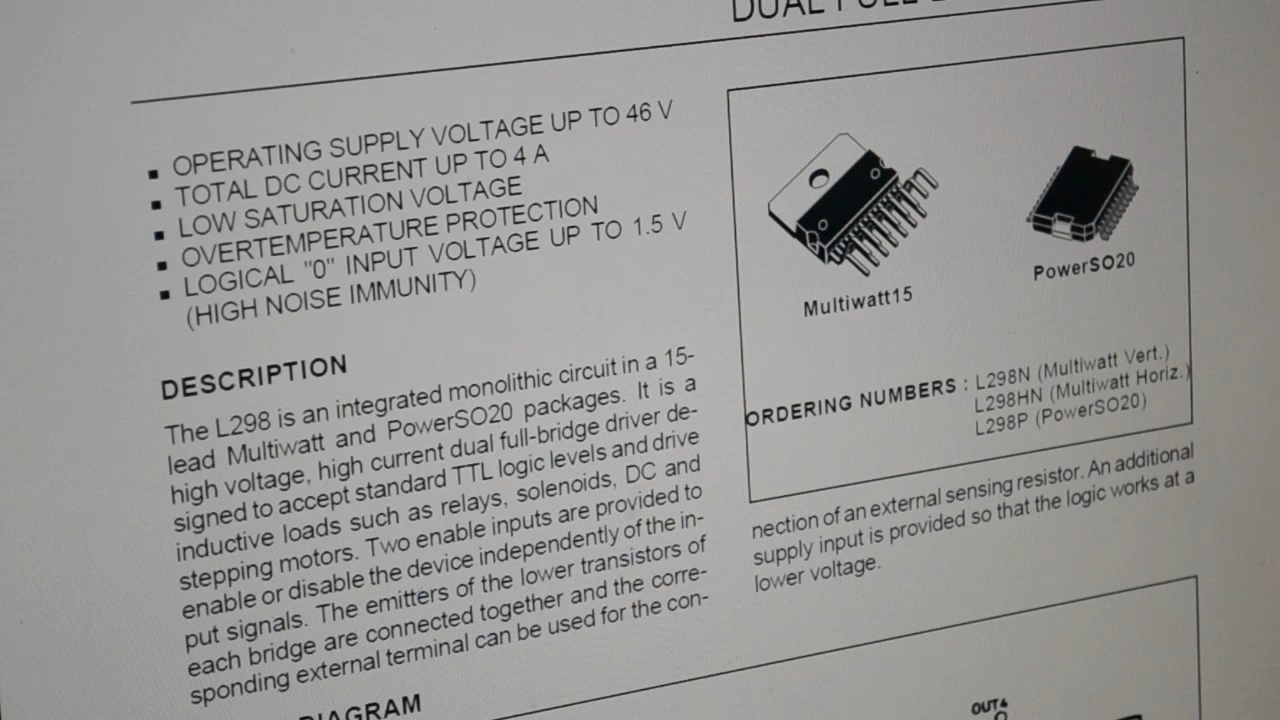 DUAL FULL
OPERATING SUPPLY VOLTAGE UP TO 46 V
TOTAL DC CURRENT UP TO 4 A
LOW SATURATION VOLTAGE
OVERTEMPERATURE PROTECTION
LOGICAL "0" INPUT VOLTAGE UP TO 1.5 V
(HIGH NOISE IMMUNITY)
DESCRIPTION
The L298 is an integrated monolithic circuit in a 15-
lead Multiwatt and PowerSO20 packages. It is a
high voltage, high current dual full-bridge driver de-
signed to accept standard TTL logic levels and drive
inductive loads such as relays, solenoids, DC and
stepping motors. Two enable inputs are provided to
enable or disable the device independently of the in-
put signals. The emitters of the lower transistors of
each bridge are connected together and the corre-
sponding external terminal can be used for the con-
Multiwatt15
PowerSO20
ORDERING NUMBERS : L298N (Multiwatt Vert.)
L298HN (Multiwatt Horiz.)
L298P (PowerSO20)
nection of an external sensing resistor. An additional
supply input is provided so that the logic works at a
lower voltage.
DIAGRAM
OUT4